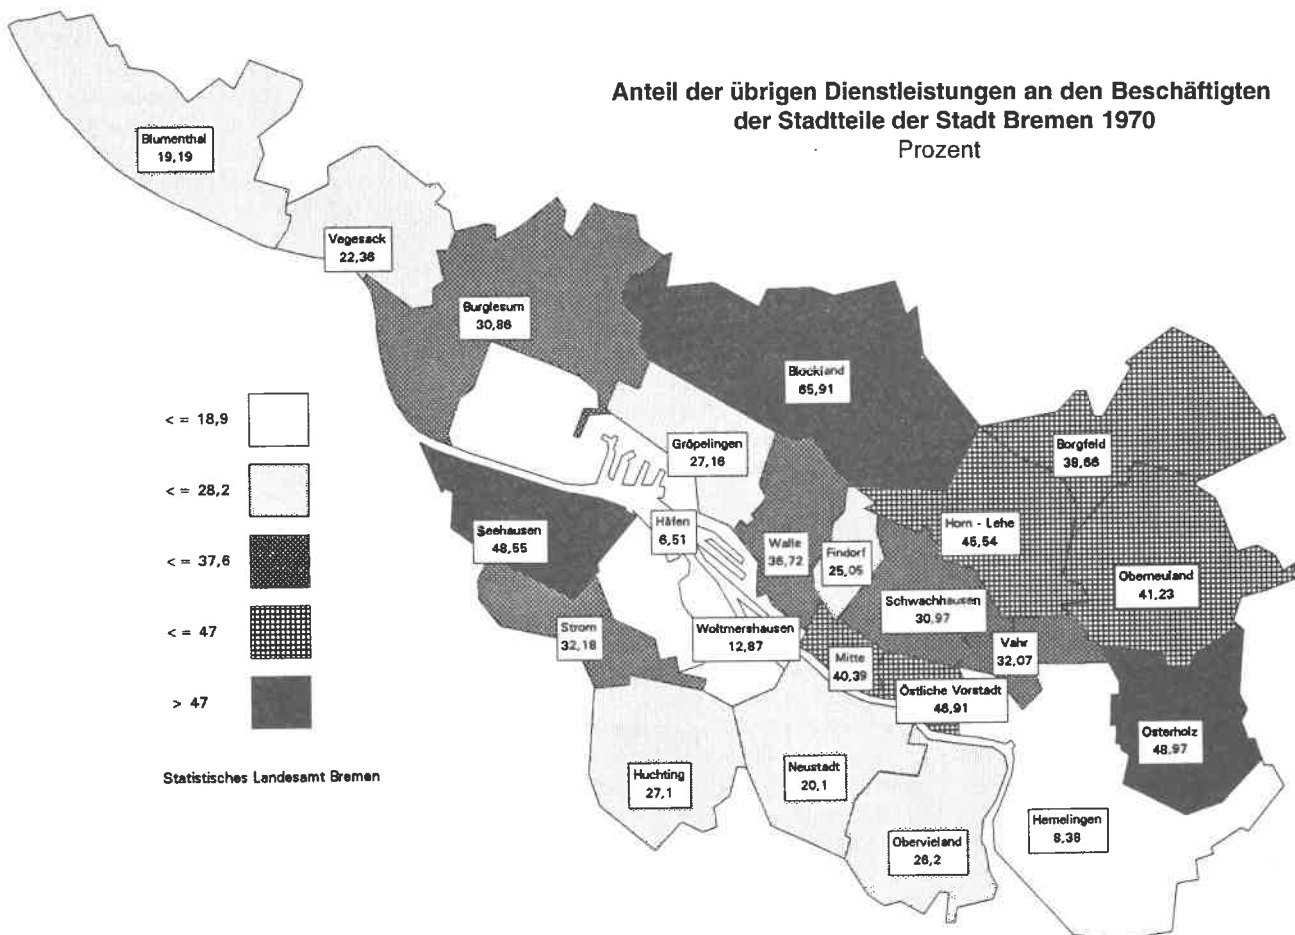 Anteil der übrigen Dienstleistungen an den Beschäftigten
der Stadtteile der Stadt Bremen 1970
Prozent
Blumenthal
19,19
Vegesack
22,36
Burglesum
30,86
Blockland
65,91
Gröpelingen
27,16
Borgfeld
38,66
Seehausen
48,55
Häfen
6,51
Walle
36,72
Findorf
25,05
Horn - Lehe
46,54
Oberneuland
41,23
Schwachhausen
30,97
Strom
32,18
Woltmershausen
12,87
Mitte
40,39
Vahr
32,07
Östliche Vorstadt
46,91
Osterholz
48,97
Huchting
27,1
Neustadt
20,1
Obervieland
26,2
Hemelingen
8,38
< = 18,9
< = 28,2
< = 37,6
< = 47
> 47
Statistisches Landesamt Bremen